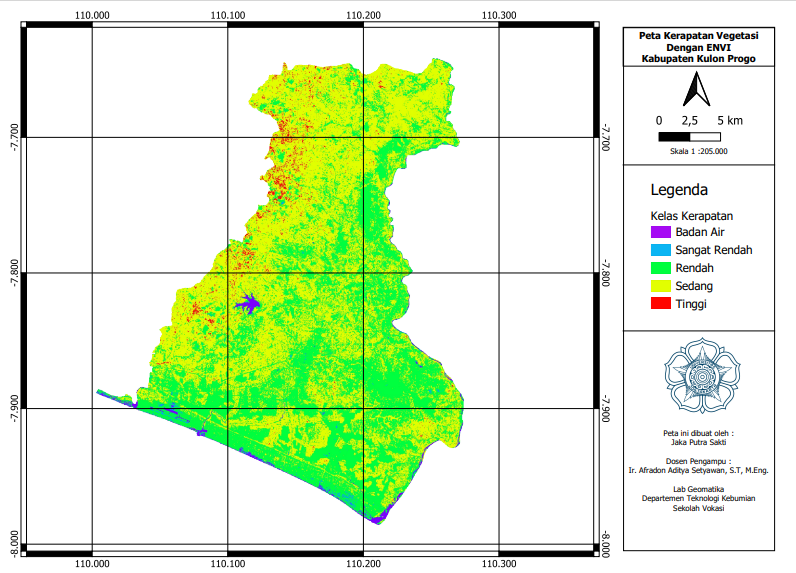 110.000 110.100 110.200 110.300
-7.700 -7.700
-7.800 -7.800
-7.900 -7.900
-8.000 -8.000
110.000 110.100 110.200 110.300
Peta Kerapatan Vegetasi
Dengan ENVI
Kabupaten Kulon Progo
0 2,5 5 km
Skala 1 :205.000
Legenda
Kelas Kerapatan
Badan Air
Sangat Rendah
Rendah
Sedang
Tinggi
Peta ini dibuat oleh :
Jaka Putra Sakti
Dosen Pengampu :
Ir. Afradon Aditya Setyawan, S.T, M.Eng.
Lab Geomatika
Departemen Teknologi Kebumian
Sekolah Vokasi